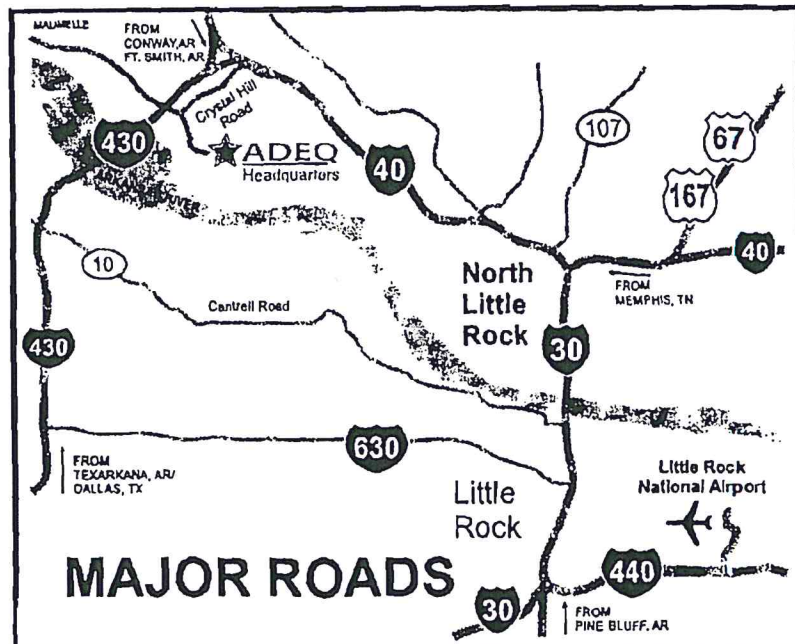 MAUMELLE
FROM
CONWAY, AR
FT. SMITH, AR
Crystal Hill
Road
430
ADEQ
Headquarters
ARKANSAS RIVER
40
107
67
167
40
FROM
MEMPHIS, TN
10
Cantrell Road
North
Little
Rock
30
430
630
FROM
TEXARKANA, AR/
DALLAS, TX
Little
Rock
Little Rock
National Airport
MAJOR ROADS
30
440
FROM
PINE BLUFF, AR